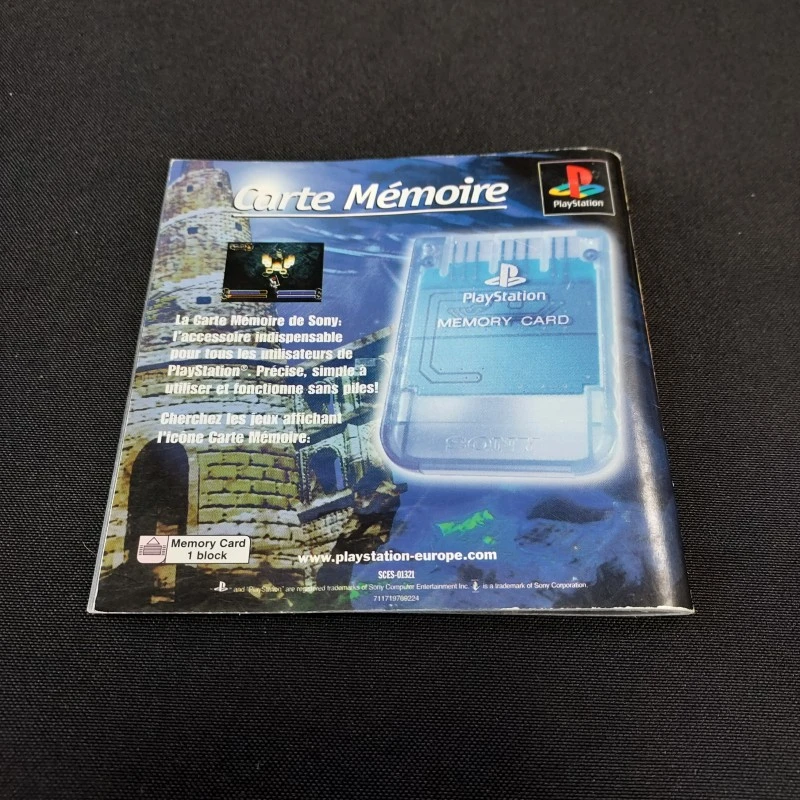 Carte Mémoire
PlayStation
PlayStation
MEMORY CARD
SONY
La Carte Mémoire de Sony:
l'accessoire indispensable
pour tous les utilisateurs de
PlayStation®. Précise, simple à
utiliser et fonctionne sans piles!
Cherchez les jeux affichant
l'icône Carte Mémoire:
Memory Card
1 block
www.playstation-europe.com
SCES-01321
and "PlayStation" are registered trademarks of Sony Computer Entertainment Inc. is a trademark of Sony Corporation.
711719768224